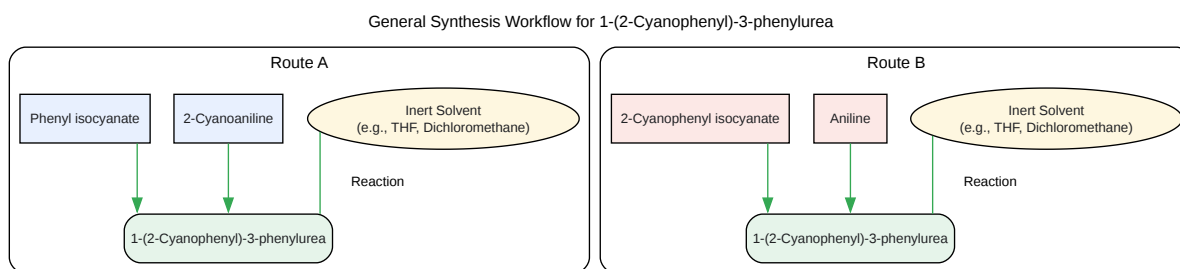 General Synthesis Workflow for 1-(2-Cyanophenyl)-3-phenylurea
Route A
Phenyl isocyanate
2-Cyanoaniline
Inert Solvent
(e.g., THF, Dichloromethane)
Reaction
1-(2-Cyanophenyl)-3-phenylurea
Route B
2-Cyanophenyl isocyanate
Aniline
Inert Solvent
(e.g., THF, Dichloromethane)
Reaction
1-(2-Cyanophenyl)-3-phenylurea